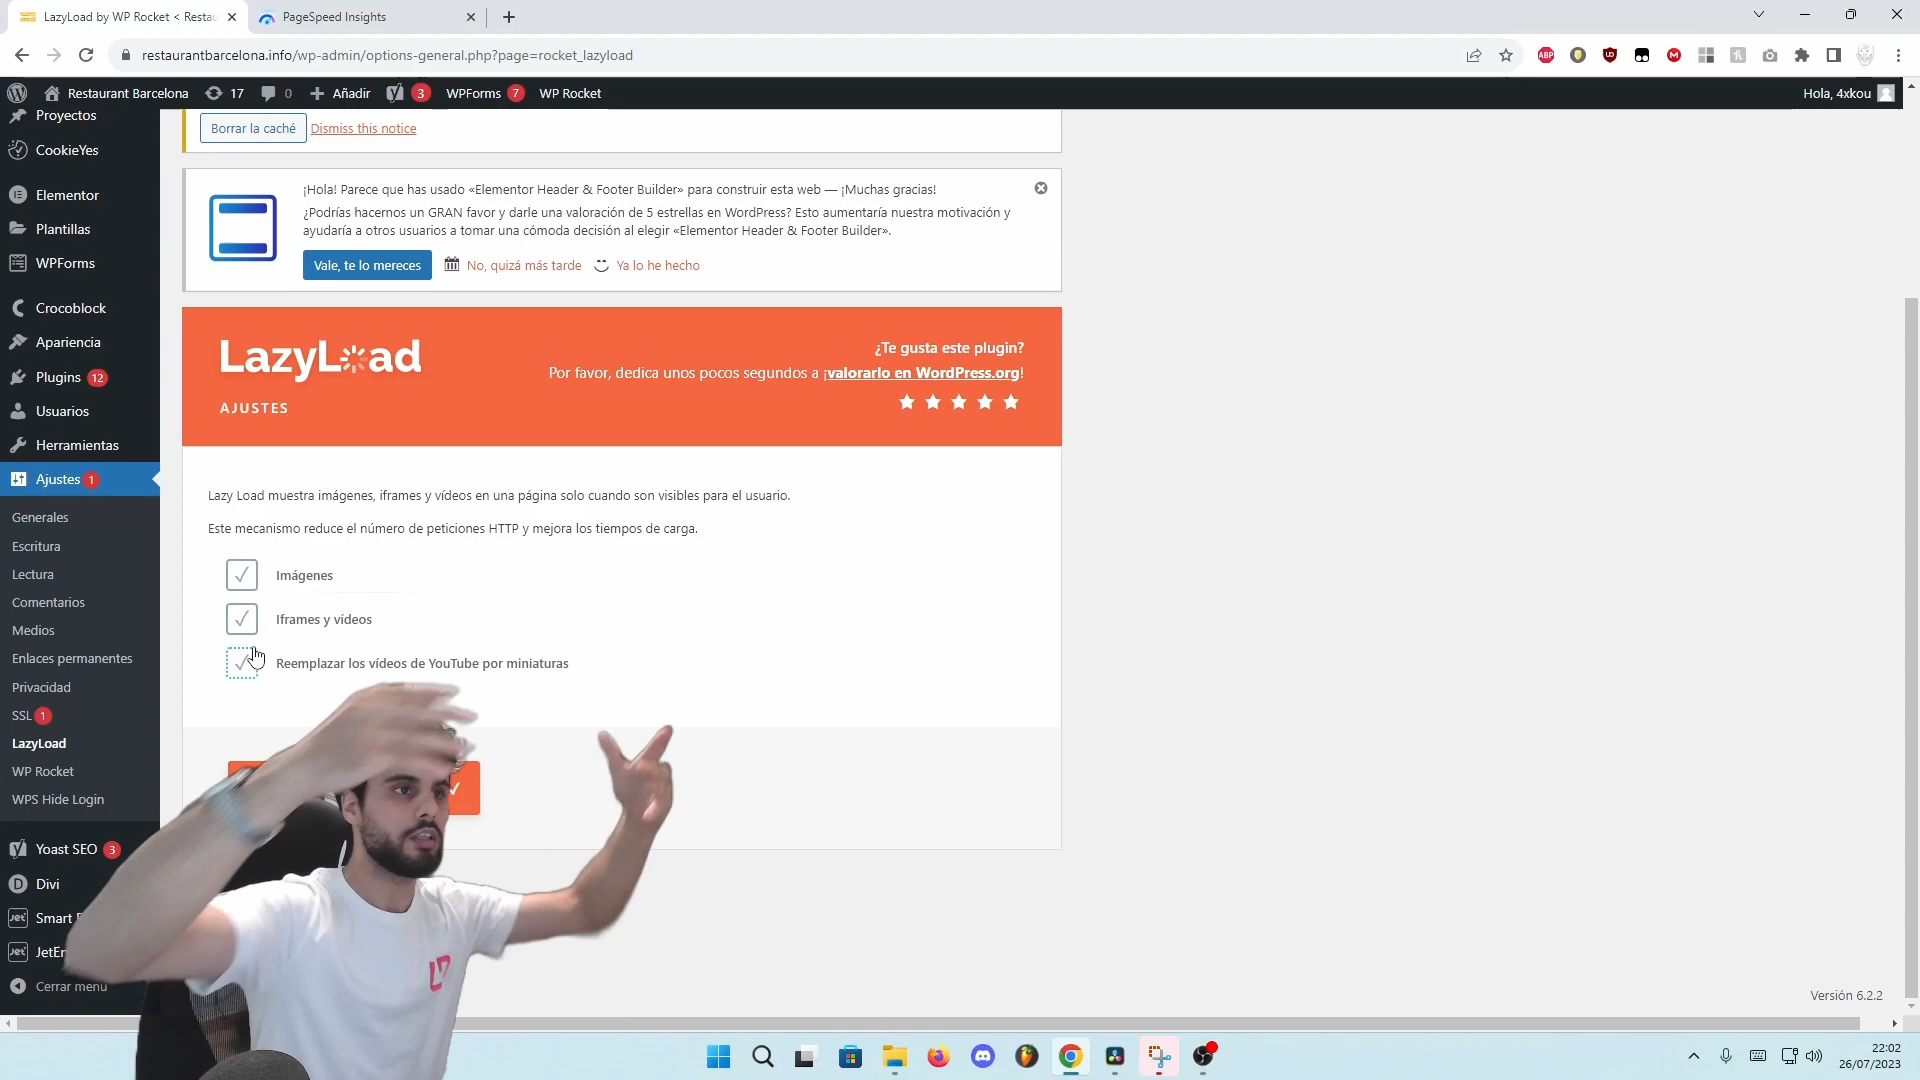 LazyLoad by WP Rocket < Restau
PageSpeed Insights
restaurantbarcelona.info/wp-admin/options-general.php?page=rocket_lazyload
Restaurant Barcelona
17
0
Añadir
3
WPForms 7
WP Rocket
Hola, 4xkou
Proyectos
CookieYes
Elementor
Plantillas
WPForms
Crocoblock
Apariencia
Plugins 12
Usuarios
Herramientas
Ajustes 1
Generales
Escritura
Lectura
Comentarios
Medios
Enlaces permanentes
Privacidad
SSL 1
LazyLoad
WP Rocket
WPS Hide Login
Yoast SEO 3
Divi
Smart
Cerrar menú
Borrar la caché Dismiss this notice
¡Hola! Parece que has usado «Elementor Header & Footer Builder» para construir esta web — ¡Muchas gracias!
¿Podrías hacernos un GRAN favor y darle una valoración de 5 estrellas en WordPress? Esto aumentaría nuestra motivación y
ayudaría a otros usuarios a tomar una cómoda decisión al elegir «Elementor Header & Footer Builder».
Vale, te lo mereces No, quizá más tarde Ya lo he hecho
LazyLoad
AJUSTES
¿Te gusta este plugin?
Por favor, dedica unos pocos segundos a ¡valorarlo en WordPress.org!
Lazy Load muestra imágenes, iframes y vídeos en una página solo cuando son visibles para el usuario.
Este mecanismo reduce el número de peticiones HTTP y mejora los tiempos de carga.
Imágenes
Iframes y vídeos
Reemplazar los vídeos de YouTube por miniaturas
Versión 6.2.2
22:02
26/07/2023